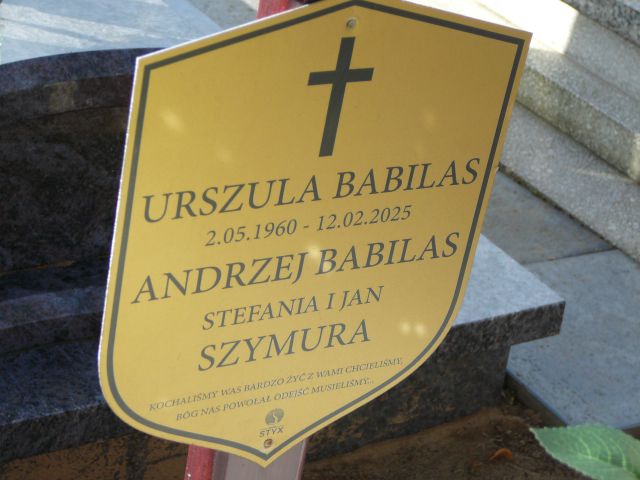 URSZULA BABILAS
2.05.1960 - 12.02.2025
ANDRZEJ BABILAS
STEFANIA I JAN
SZYMURA
KOCHALIŚMY WAS BARDZO ŻYĆ Z WAMI CHCIELIŚMY,
BÓG NAS POWOŁAŁ ODEJŚĆ MUSIELIŚMY...
STYX